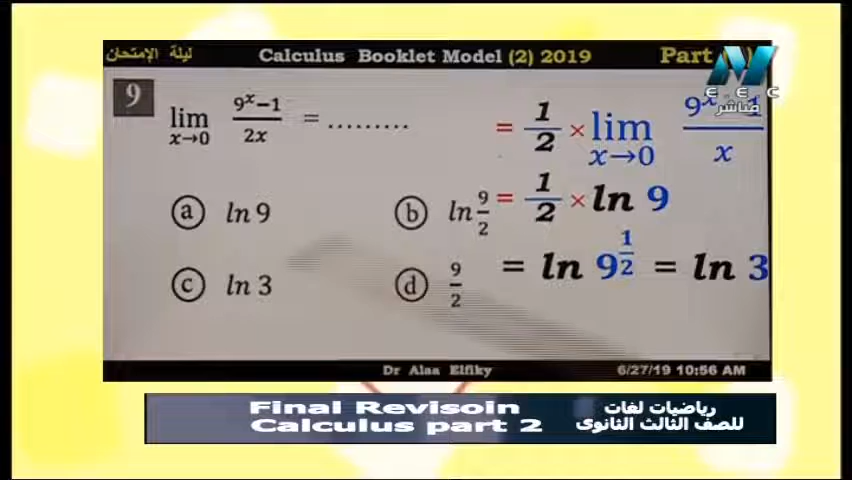 ليلة الإمتحان Calculus Booklet Model (2) 2019 Part
EEC
مباشر
9
lim x→0 (9^x−1)/(2x) = .........
= 1/2 × lim x→0 (9^x − 1)/x
= 1/2 × ln 9
= ln 9^(1/2) = ln 3
a ln 9
b ln 9/2
c ln 3
d 9/2
Dr Alaa Elfiky 6/27/19 10:56 AM
Final Revisoin رياضيات لغات
Calculus part 2 للصف الثالث الثانوى